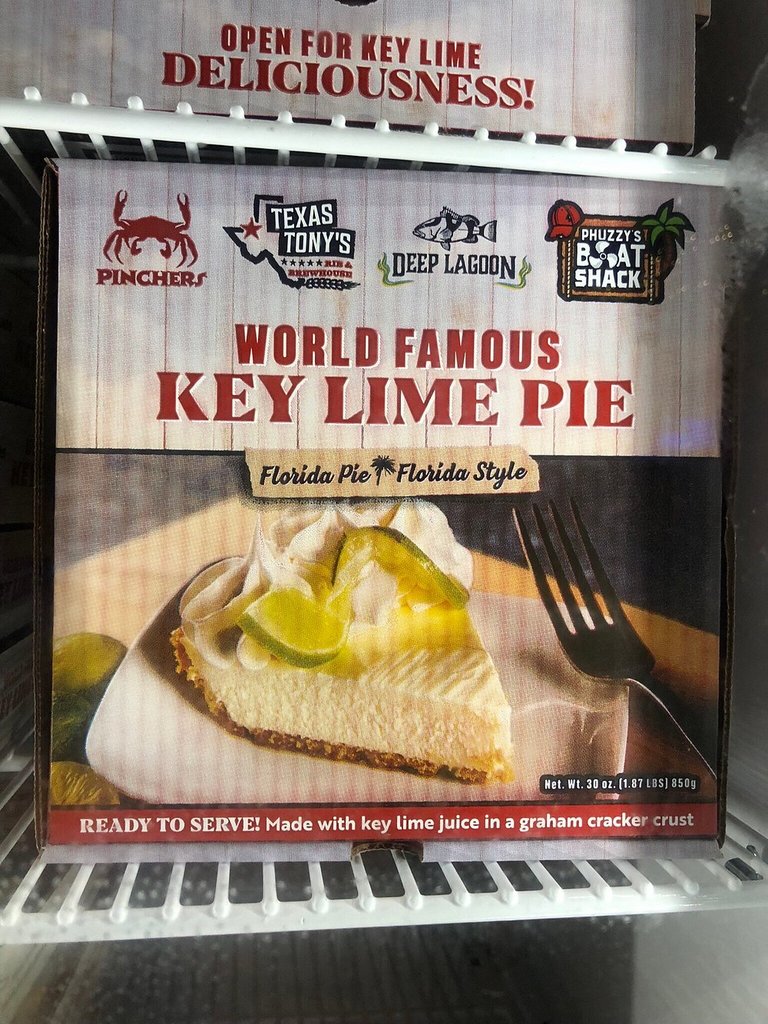 OPEN FOR KEY LIME
DELICIOUSNESS!
PINCHERS
TEXAS
TONY'S
RIB &
BREWHOUSE
DEEP LAGOON
PHUZZY'S
BOAT
SHACK
WORLD FAMOUS
KEY LIME PIE
Florida Pie Florida Style
Net. Wt. 30 oz. (1.87 LBS) 850g
READY TO SERVE! Made with key lime juice in a graham cracker crust